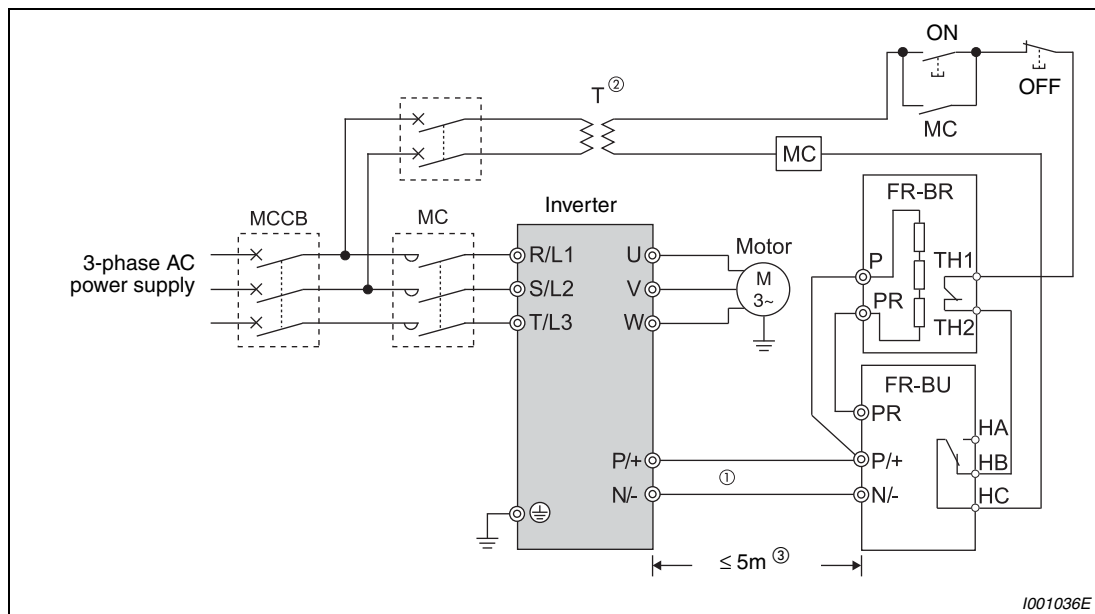 ON
OFF
T ②
MC
MC
FR-BR
MCCB
MC
Inverter
Motor
3-phase AC
power supply
R/L1
U
M
3~
P
TH1
S/L2
V
PR
T/L3
W
TH2
FR-BU
PR
HA
P/+
①
P/+
HB
N/-
N/-
HC
≤ 5m ③
I001036E